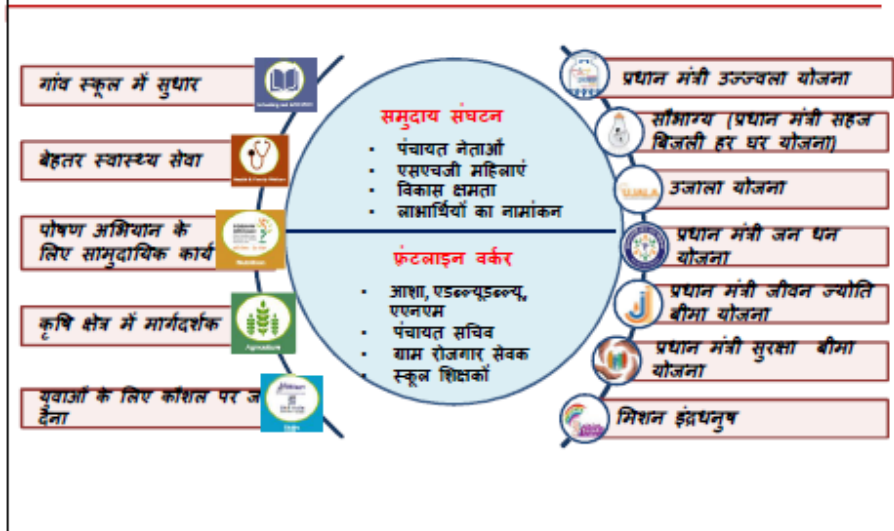 गांव स्कूल में सुधार
बेहतर स्वास्थ्य सेवा
पोषण अभियान के
लिए सामुदायिक कार्य
कृषि क्षेत्र में मार्गदर्शक
Agriculture
युवाओं के लिए कौशल पर ज
देना
समुदाय संघटन
• पंचायत नेताओं
• एसएचजी महिलाएं
• विकास क्षमता
• लाभार्थियों का नामांकन
फ़्रंटलाइन वर्कर
• आशा, एडब्ल्यूडब्ल्यू,
एएनएम
• पंचायत सचिव
• ग्राम रोजगार सेवक
• स्कूल शिक्षकों
प्रधान मंत्री उज्ज्वला योजना
सौभाग्य (प्रधान मंत्री सहज
बिजली हर घर योजना)
UJALA
उजाला योजना
प्रधान मंत्री जन धन
योजना
प्रधान मंत्री जीवन ज्योति
बीमा योजना
प्रधान मंत्री सुरक्षा बीमा
योजना
मिशन इंद्रधनुष